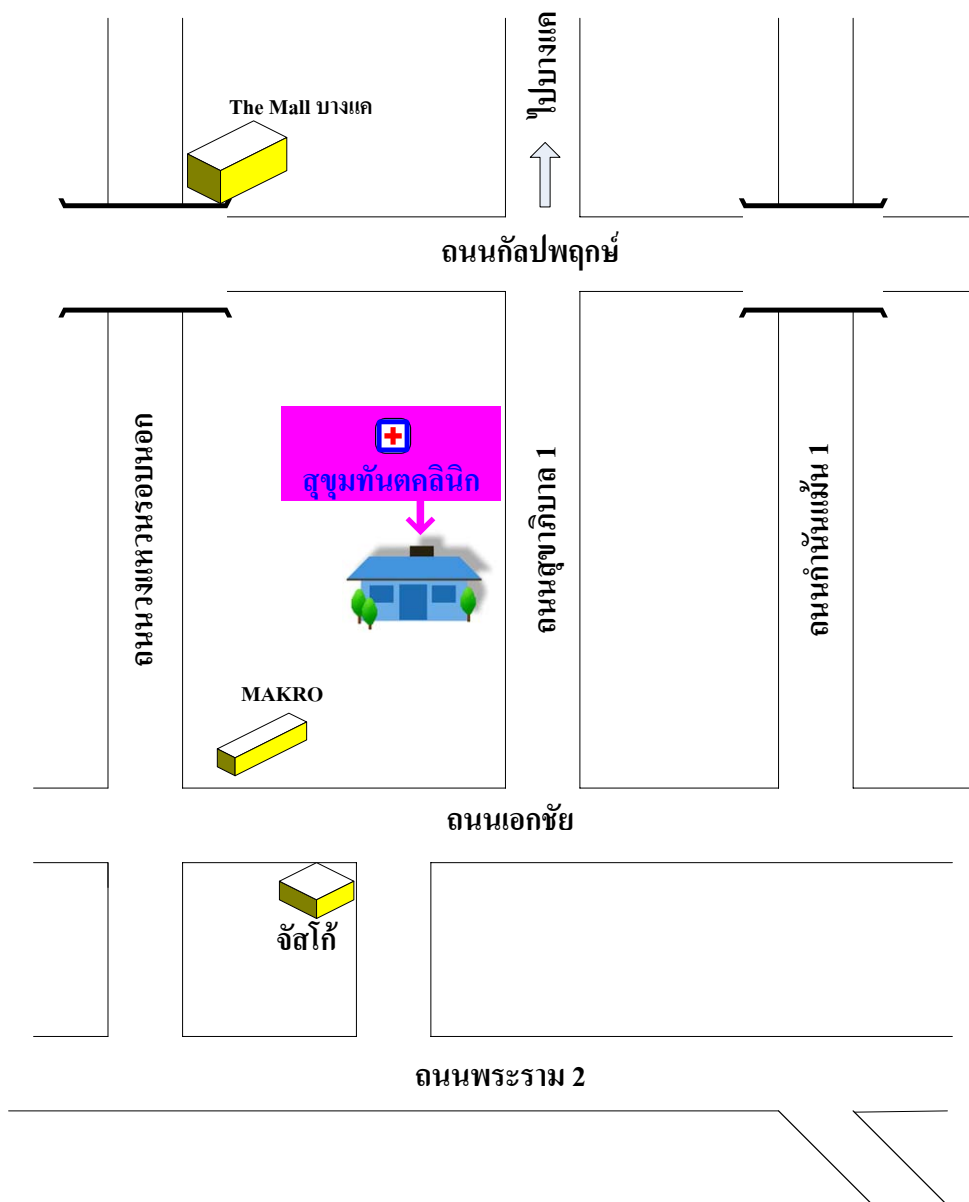 ไปบางแค
The Mall บางแค
ถนนกัลปพฤกษ์
สุขุมทันตคลินิก
ถนนวงแหวนรอบนอก
ถนนสุขาภิบาล 1
ถนนกำนันแม้น 1
MAKRO
ถนนเอกชัย
จัสโก้
ถนนพระราม 2